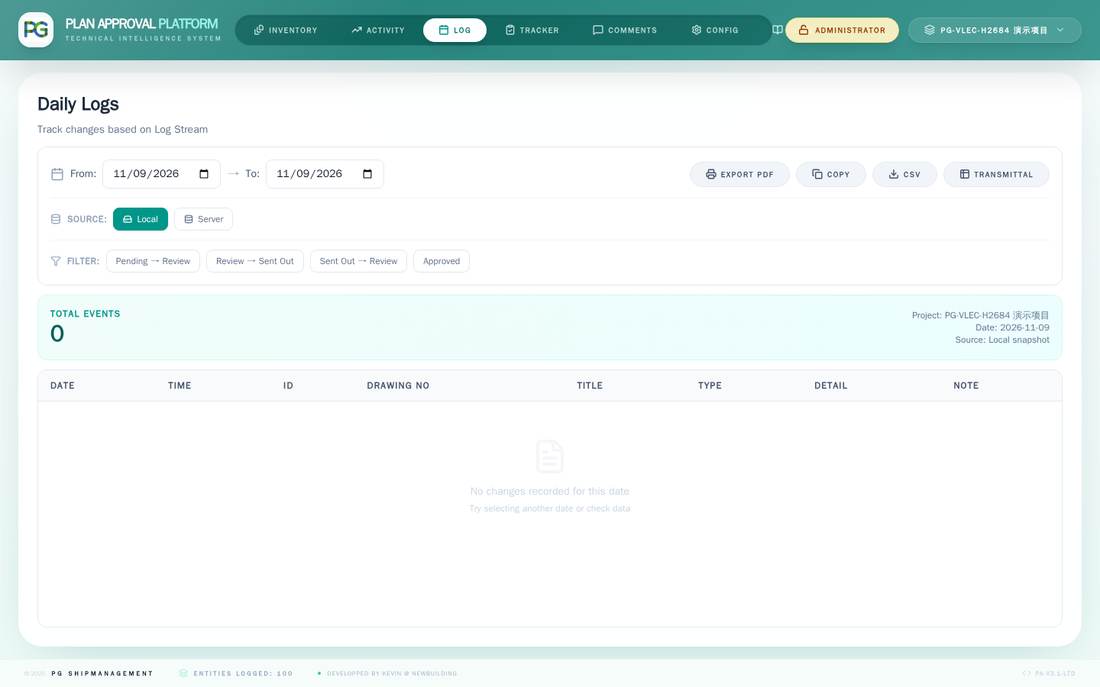 PG
PLAN APPROVAL PLATFORM
TECHNICAL INTELLIGENCE SYSTEM
INVENTORY
ACTIVITY
LOG
TRACKER
COMMENTS
CONFIG
ADMINISTRATOR
PG-VLEC-H2684 演示项目
Daily Logs
Track changes based on Log Stream
From: 11/09/2026 → To: 11/09/2026
EXPORT PDF
COPY
CSV
TRANSMITTAL
SOURCE: Local Server
FILTER: Pending → Review Review → Sent Out Sent Out → Review Approved
TOTAL EVENTS
0
Project: PG-VLEC-H2684 演示项目
Date: 2026-11-09
Source: Local snapshot
DATE TIME ID DRAWING NO TITLE TYPE DETAIL NOTE
No changes recorded for this date
Try selecting another date or check data
PG SHIPMANAGEMENT
ENTITIES LOGGED: 100
DEVELOPPED BY KEVIN @ NEWBUILDING